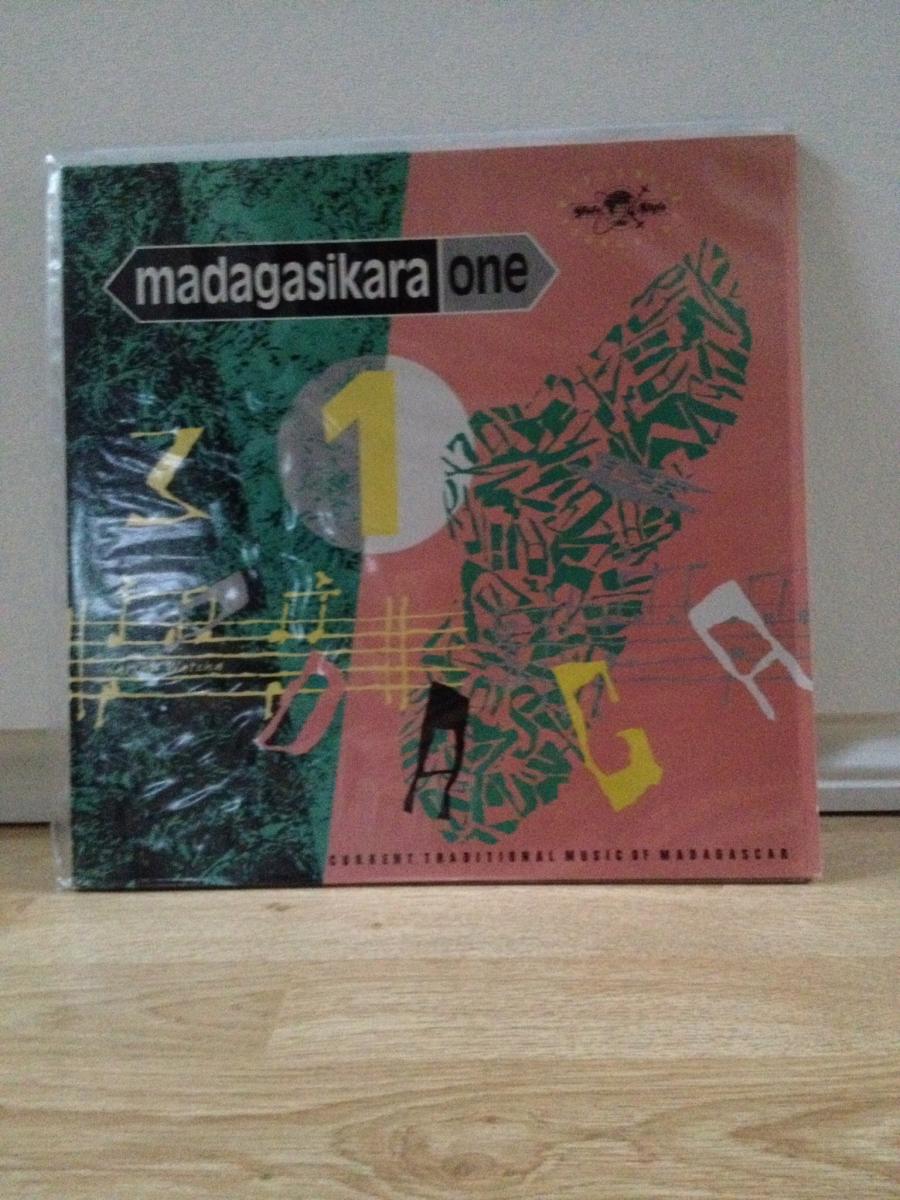 madagasikara one
1
M
A
D
A
G
A
CURRENT TRADITIONAL MUSIC OF MADAGASCAR